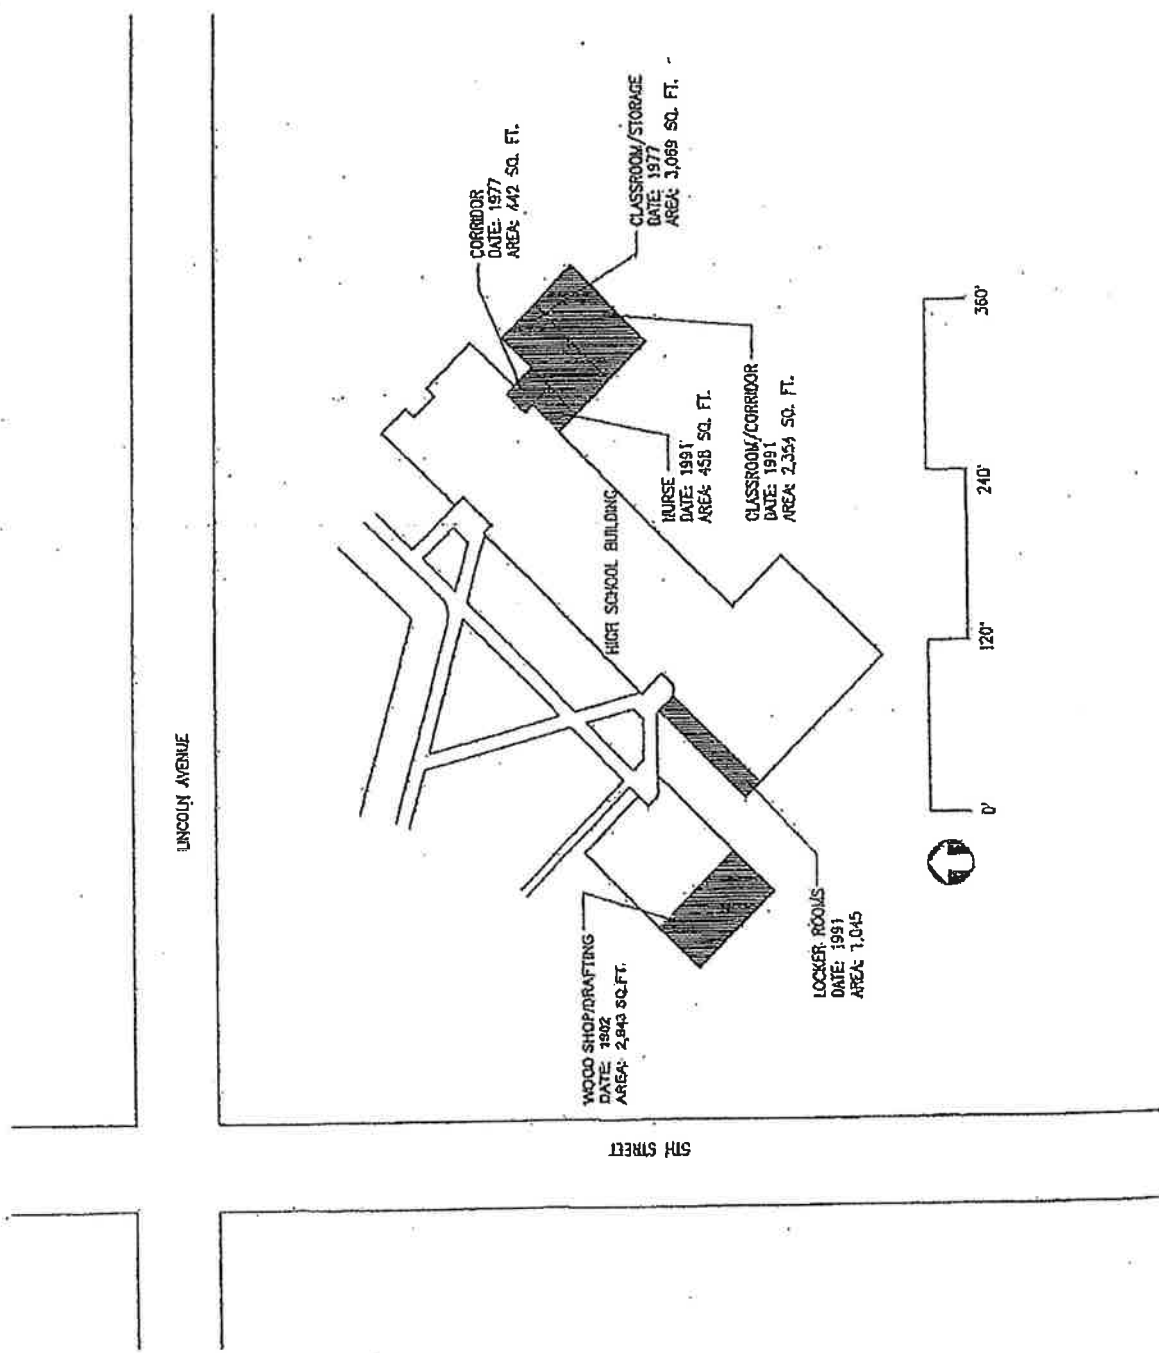 LINCOLN AVENUE
CORRIDOR
DATE: 1977
AREA: 442 SQ. FT.
CLASSROOM/STORAGE
DATE: 1977
AREA: 3,069 SQ. FT.
NURSE
DATE: 1991
AREA: 458 SQ. FT.
CLASSROOM/CORRIDOR
DATE: 1991
AREA: 2,354 SQ. FT.
HIGH SCHOOL BUILDING
WOOD SHOP/DRAFTING
DATE: 1982
AREA: 2,843 SQ.FT.
LOCKER ROOMS
DATE: 1991
AREA: 1,045
5TH STREET
0'
120'
240'
360'